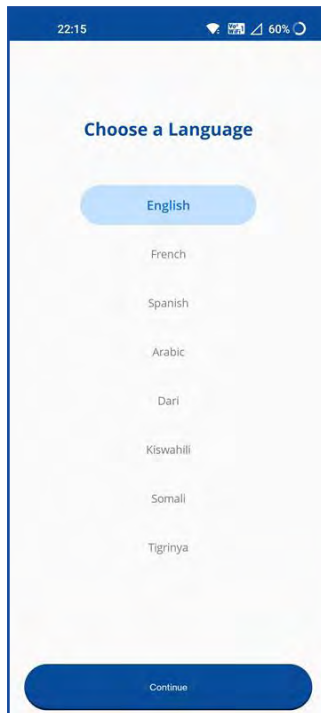 22:15 60%
Choose a Language
English
French
Spanish
Arabic
Dari
Kiswahili
Somali
Tigrinya
Continue